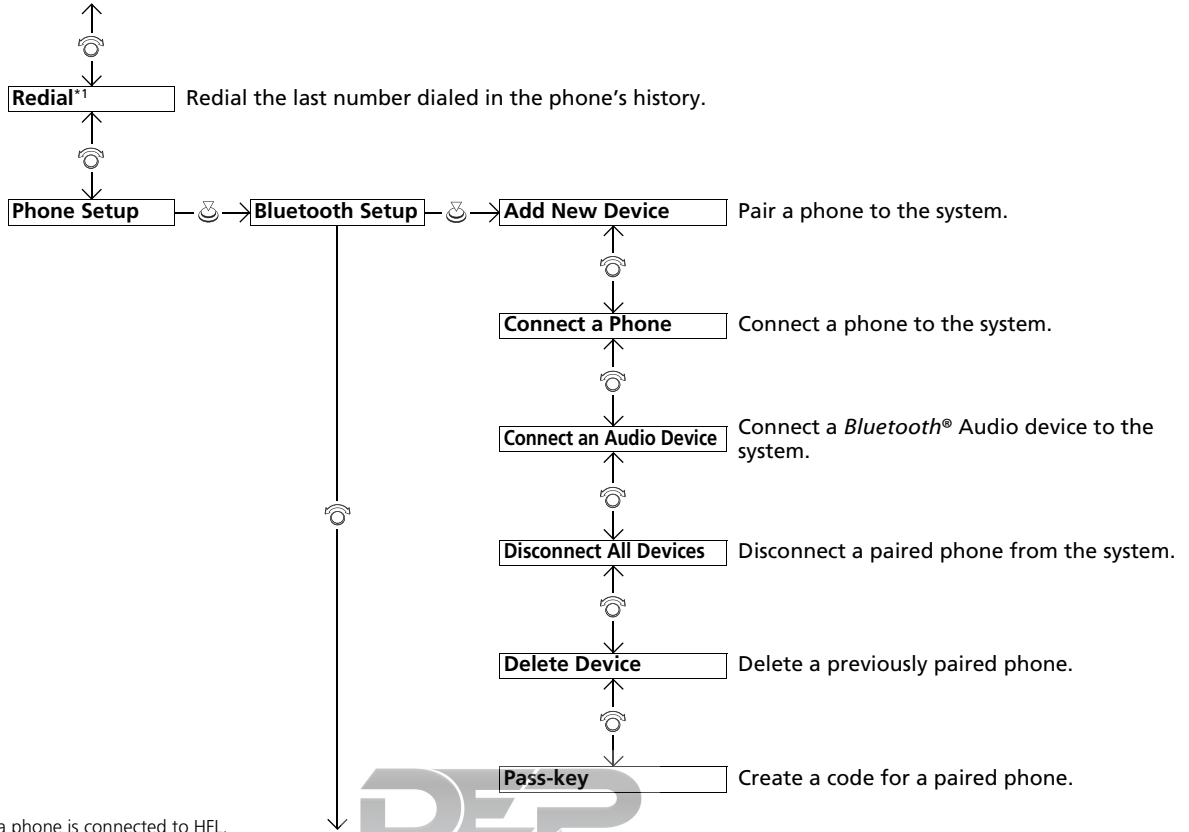 Redial*1 Redial the last number dialed in the phone's history.
Phone Setup Bluetooth Setup Add New Device Pair a phone to the system.
Connect a Phone Connect a phone to the system.
Connect an Audio Device Connect a Bluetooth® Audio device to the
system.
Disconnect All Devices Disconnect a paired phone from the system.
Delete Device Delete a previously paired phone.
Pass-key Create a code for a paired phone.
a phone is connected to HFL.
DEP